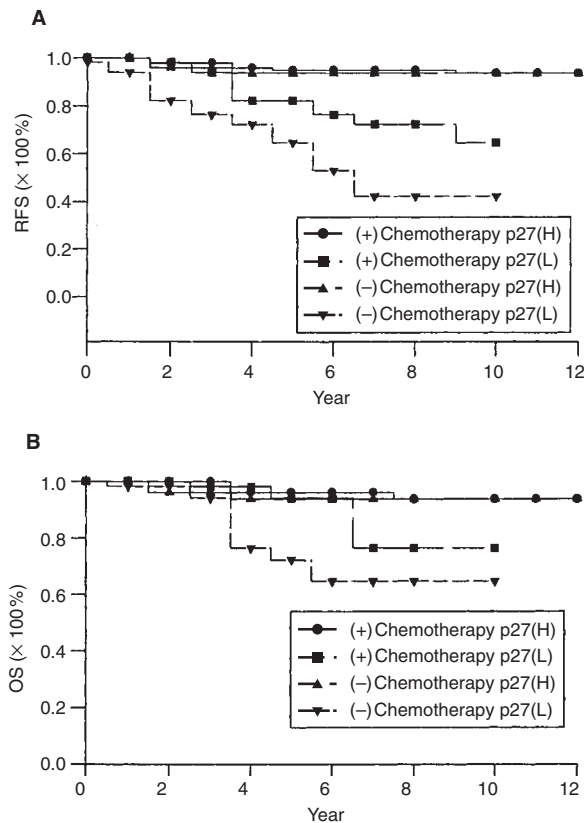 A
1.0
0.8
0.6
0.4
0.2
0.0
RFS (× 100%)
(+) Chemotherapy p27(H)
(+) Chemotherapy p27(L)
(−) Chemotherapy p27(H)
(−) Chemotherapy p27(L)
0 2 4 6 8 10 12
Year
B
1.0
0.8
0.6
0.4
0.2
0.0
OS (× 100%)
(+) Chemotherapy p27(H)
(+) Chemotherapy p27(L)
(−) Chemotherapy p27(H)
(−) Chemotherapy p27(L)
0 2 4 6 8 10 12
Year